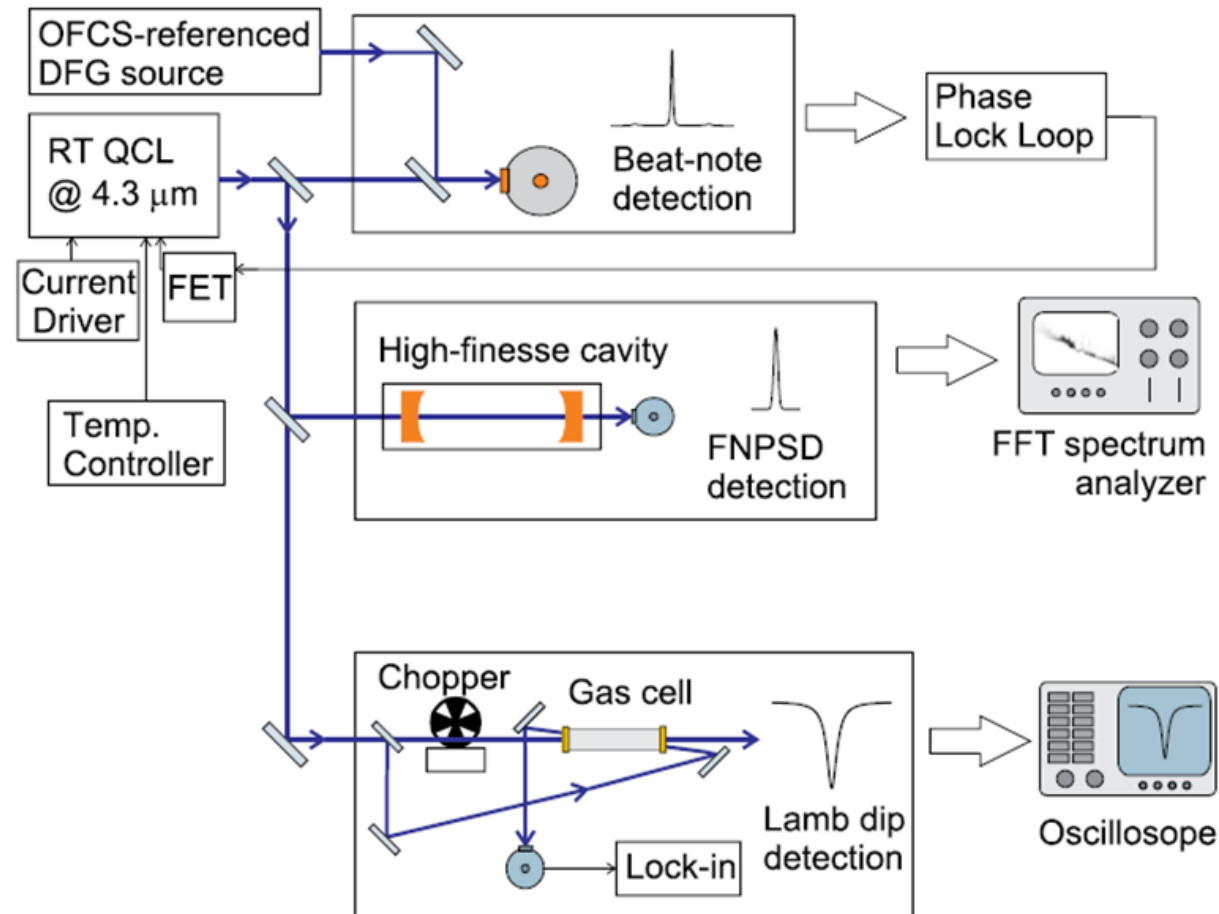 OFCS-referenced
DFG source
RT QCL
@ 4.3 μm
Beat-note
detection
Phase
Lock Loop
Current
Driver
FET
Temp.
Controller
High-finesse cavity
FNPSD
detection
FFT spectrum
analyzer
Chopper
Gas cell
Lamb dip
detection
Lock-in
Oscillosope